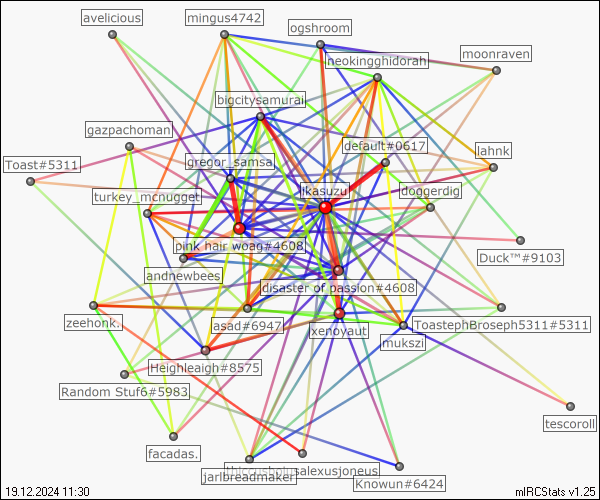 avelicious
mingus4742
ogshroom
neokingghidorah
moonraven
bigcitysamurai
gazpachoman
default#0617
lahnk
Toast#5311
gregor_samsa
ikasuzu
doggerdig
turkey_mcnugget
pink hair woag#4608
Duck™#9103
andnewbees
disaster of passion#4608
zeehonk.
asad#6947
xenoyaut
ToastephBroseph5311#5311
mukszi
Heighleaigh#8575
Random Stuf6#5983
tescoroll
facadas.
jarlbreadmaker
salexusjoneus
Knowun#6424
19.12.2024 11:30
mIRCStats v1.25